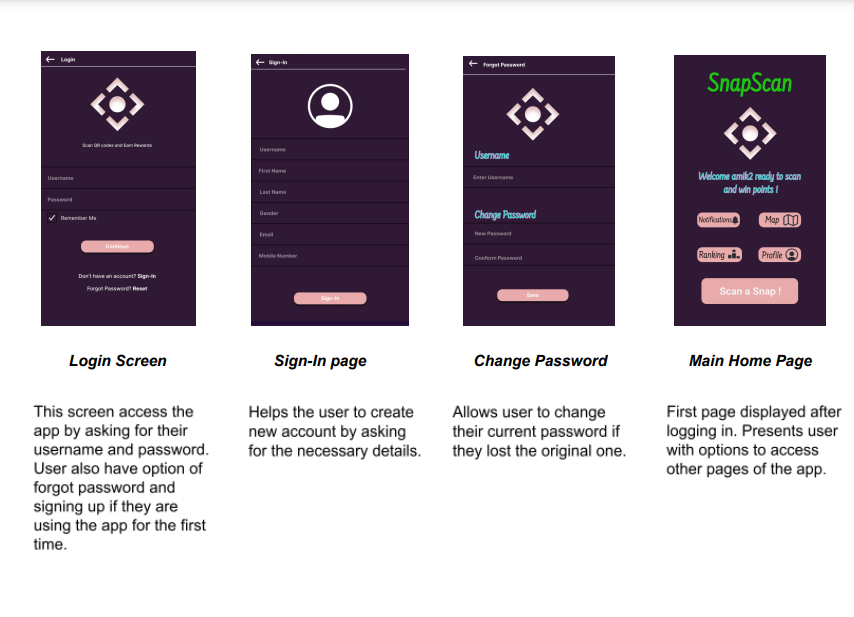 Login
Scan QR codes and Earn Rewards
Username
Password
Remember Me
Continue
Don't have an account? Sign-In
Forgot Password? Reset
Sign-In
Username
First Name
Last Name
Gender
Email
Mobile Number
Sign-In
Forgot Password
Username
Enter Username
Change Password
New Password
Conform Password
Save
SnapScan
Welcome amik2 ready to scan
and win points !
Notifications
Map
Ranking
Profile
Scan a Snap !
Login Screen
This screen access the
app by asking for their
username and password.
User also have option of
forgot password and
signing up if they are
using the app for the first
time.
Sign-In page
Helps the user to create
new account by asking
for the necessary details.
Change Password
Allows user to change
their current password if
they lost the original one.
Main Home Page
First page displayed after
logging in. Presents user
with options to access
other pages of the app.